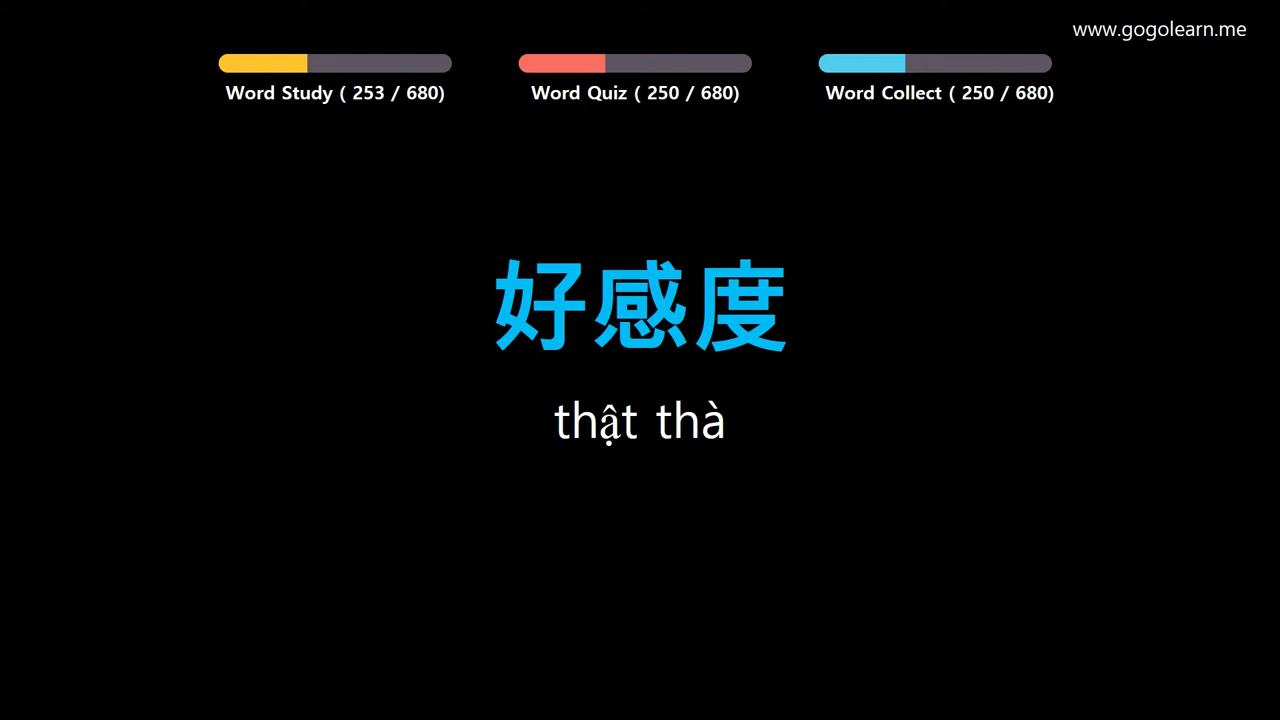 www.gogolearn.me
Word Study ( 253 / 680)
Word Quiz ( 250 / 680)
Word Collect ( 250 / 680)
好感度
thật thà